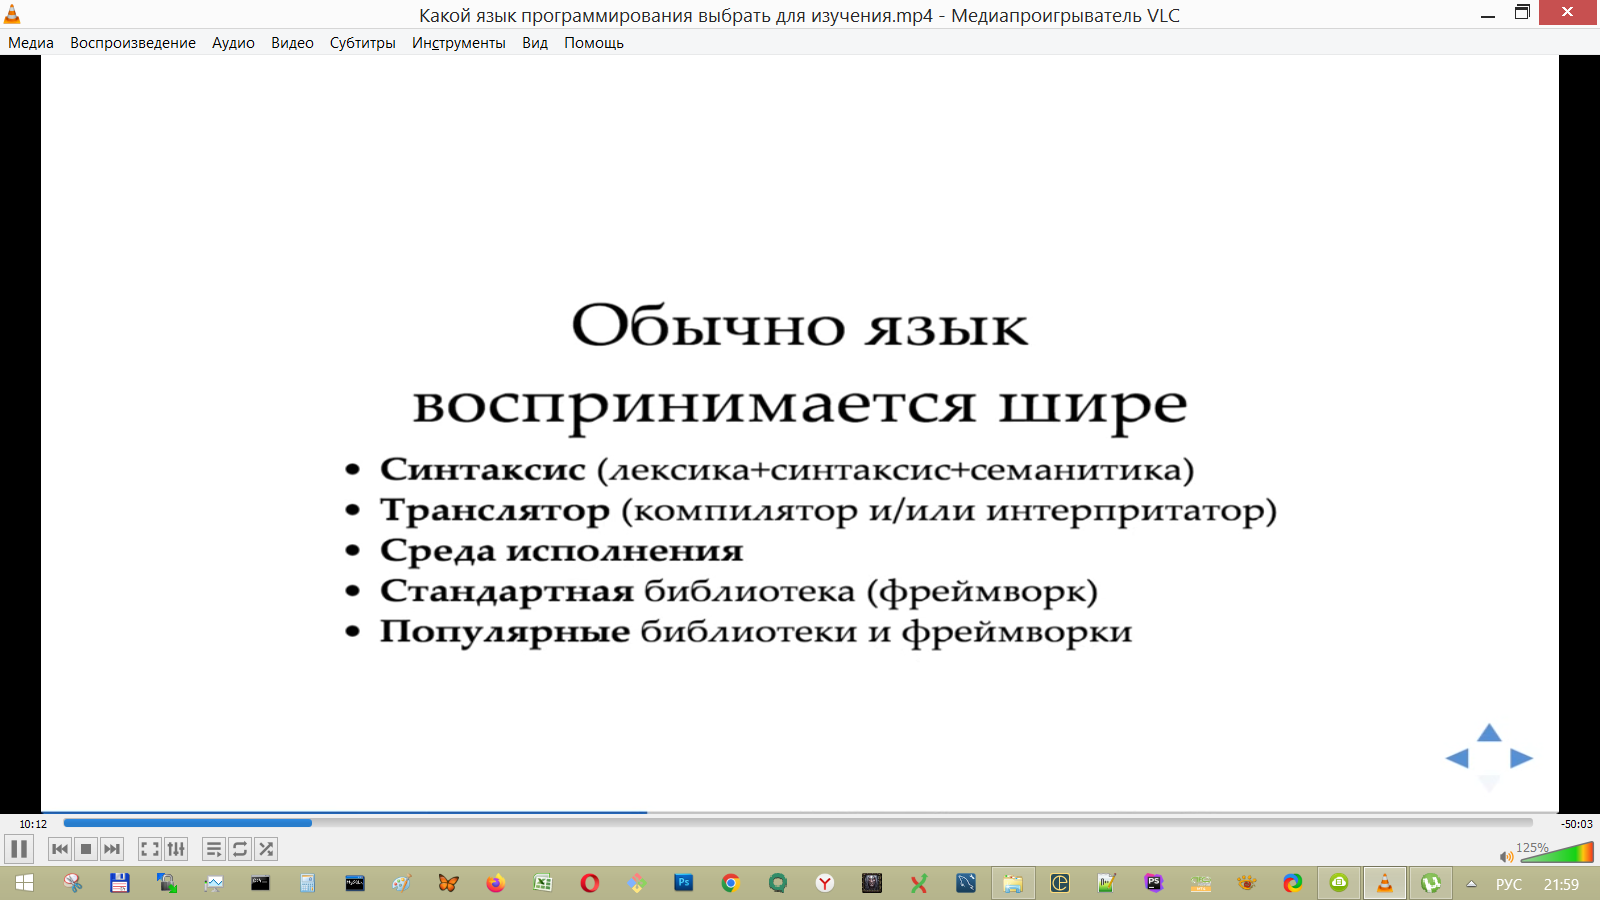 Какой язык программирования выбрать для изучения.mp4 - Медиапроигрыватель VLC
Медиа Воспроизведение Аудио Видео Субтитры Инструменты Вид Помощь
Обычно язык
воспринимается шире
• Синтаксис (лексика+синтаксис+семанитика)
• Транслятор (компилятор и/или интерпритатор)
• Среда исполнения
• Стандартная библиотека (фреймворк)
• Популярные библиотеки и фреймворки
10:12 -50:03
125%
РУС 21:59